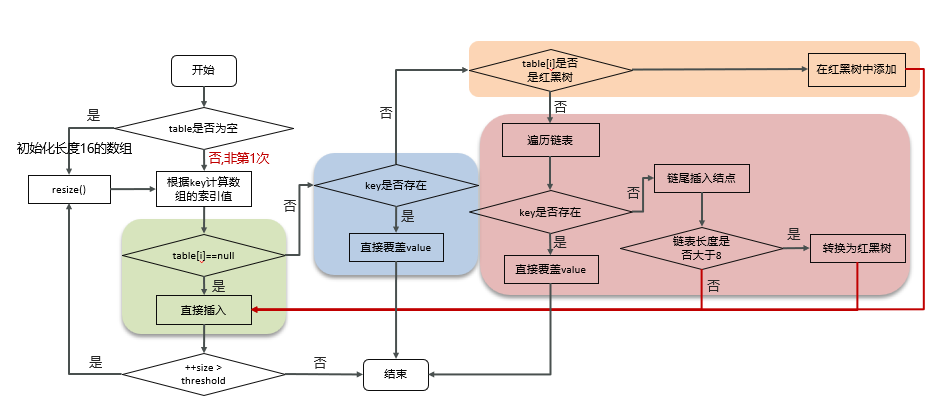 开始
table是否为空
是
初始化长度16的数组
否,非第1次
resize()
根据key计算数
组的索引值
table[i]==null
否
是
直接插入
++size >
threshold
是
否
key是否存在
否
是
直接覆盖value
结束
table[i]是否
是红黑树
在红黑树中添加
否
遍历链表
key是否存在
否
是
直接覆盖value
链尾插入结点
链表长度是
否大于8
是
否
转换为红黑树